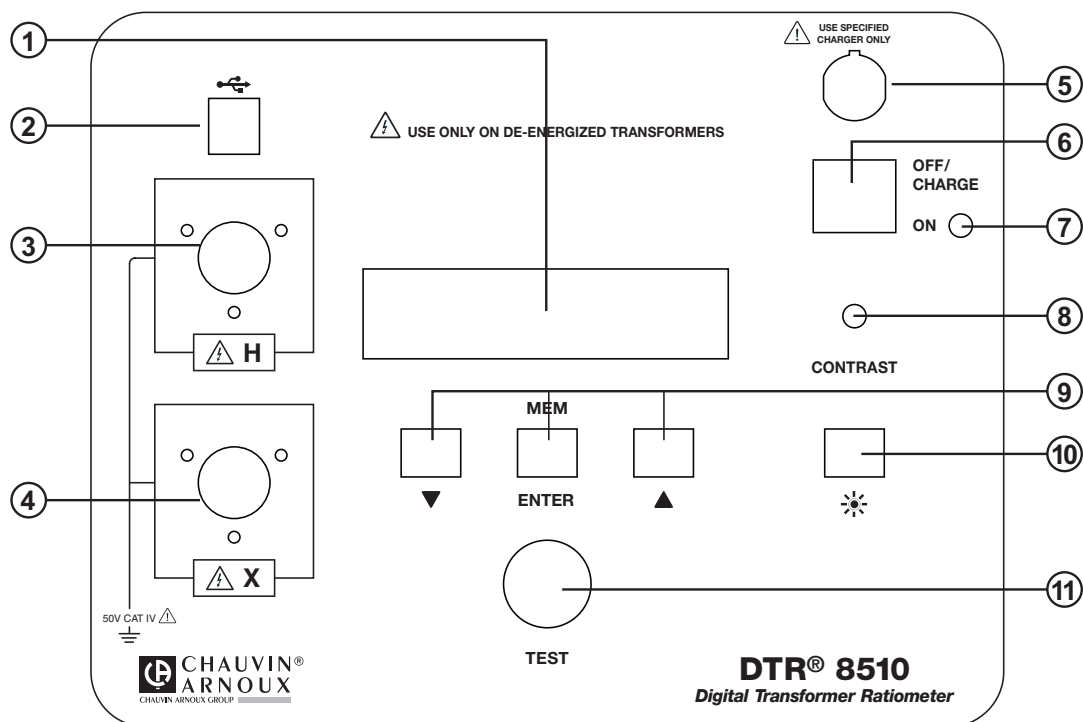 USE SPECIFIED
CHARGER ONLY
1
2
USE ONLY ON DE-ENERGIZED TRANSFORMERS
5
6
OFF/
CHARGE
ON
7
3
H
8
CONTRAST
9
MEM
10
ENTER
4
X
11
50V CAT IV
TEST
CHAUVIN®
ARNOUX
CHAUVIN ARNOUX GROUP
DTR® 8510
Digital Transformer Ratiometer